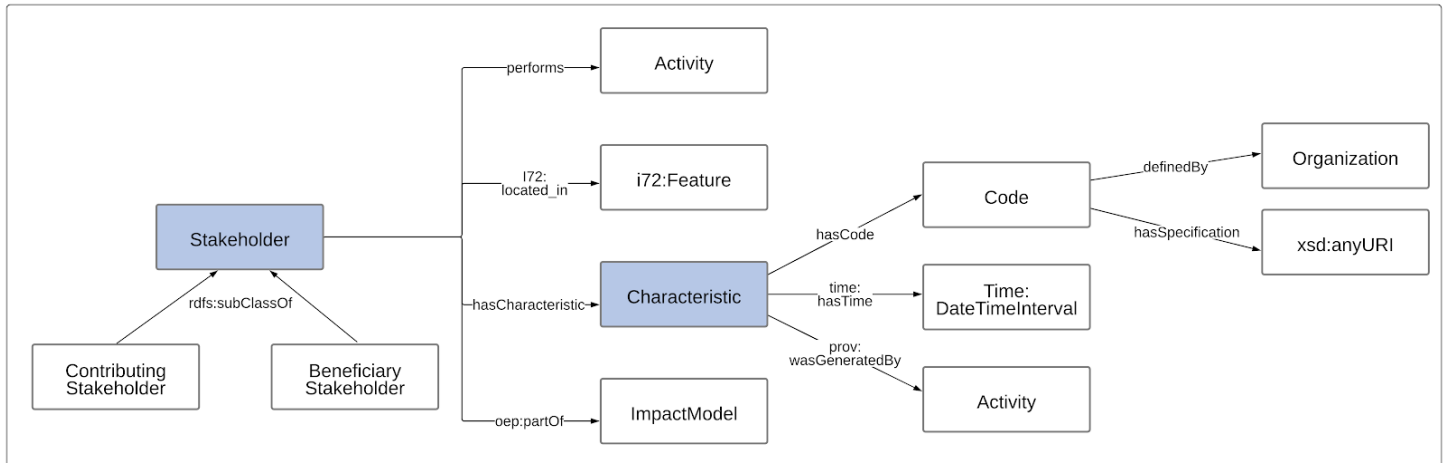 Activity
performs
I72:
located_in
i72:Feature
Organization
definedBy
Code
hasSpecification
xsd:anyURI
hasCode
Stakeholder
rdfs:subClassOf
Contributing
Stakeholder
Beneficiary
Stakeholder
hasCharacteristic
Characteristic
time:
hasTime
Time:
DateTimeInterval
prov:
wasGeneratedBy
Activity
oep:partOf
ImpactModel